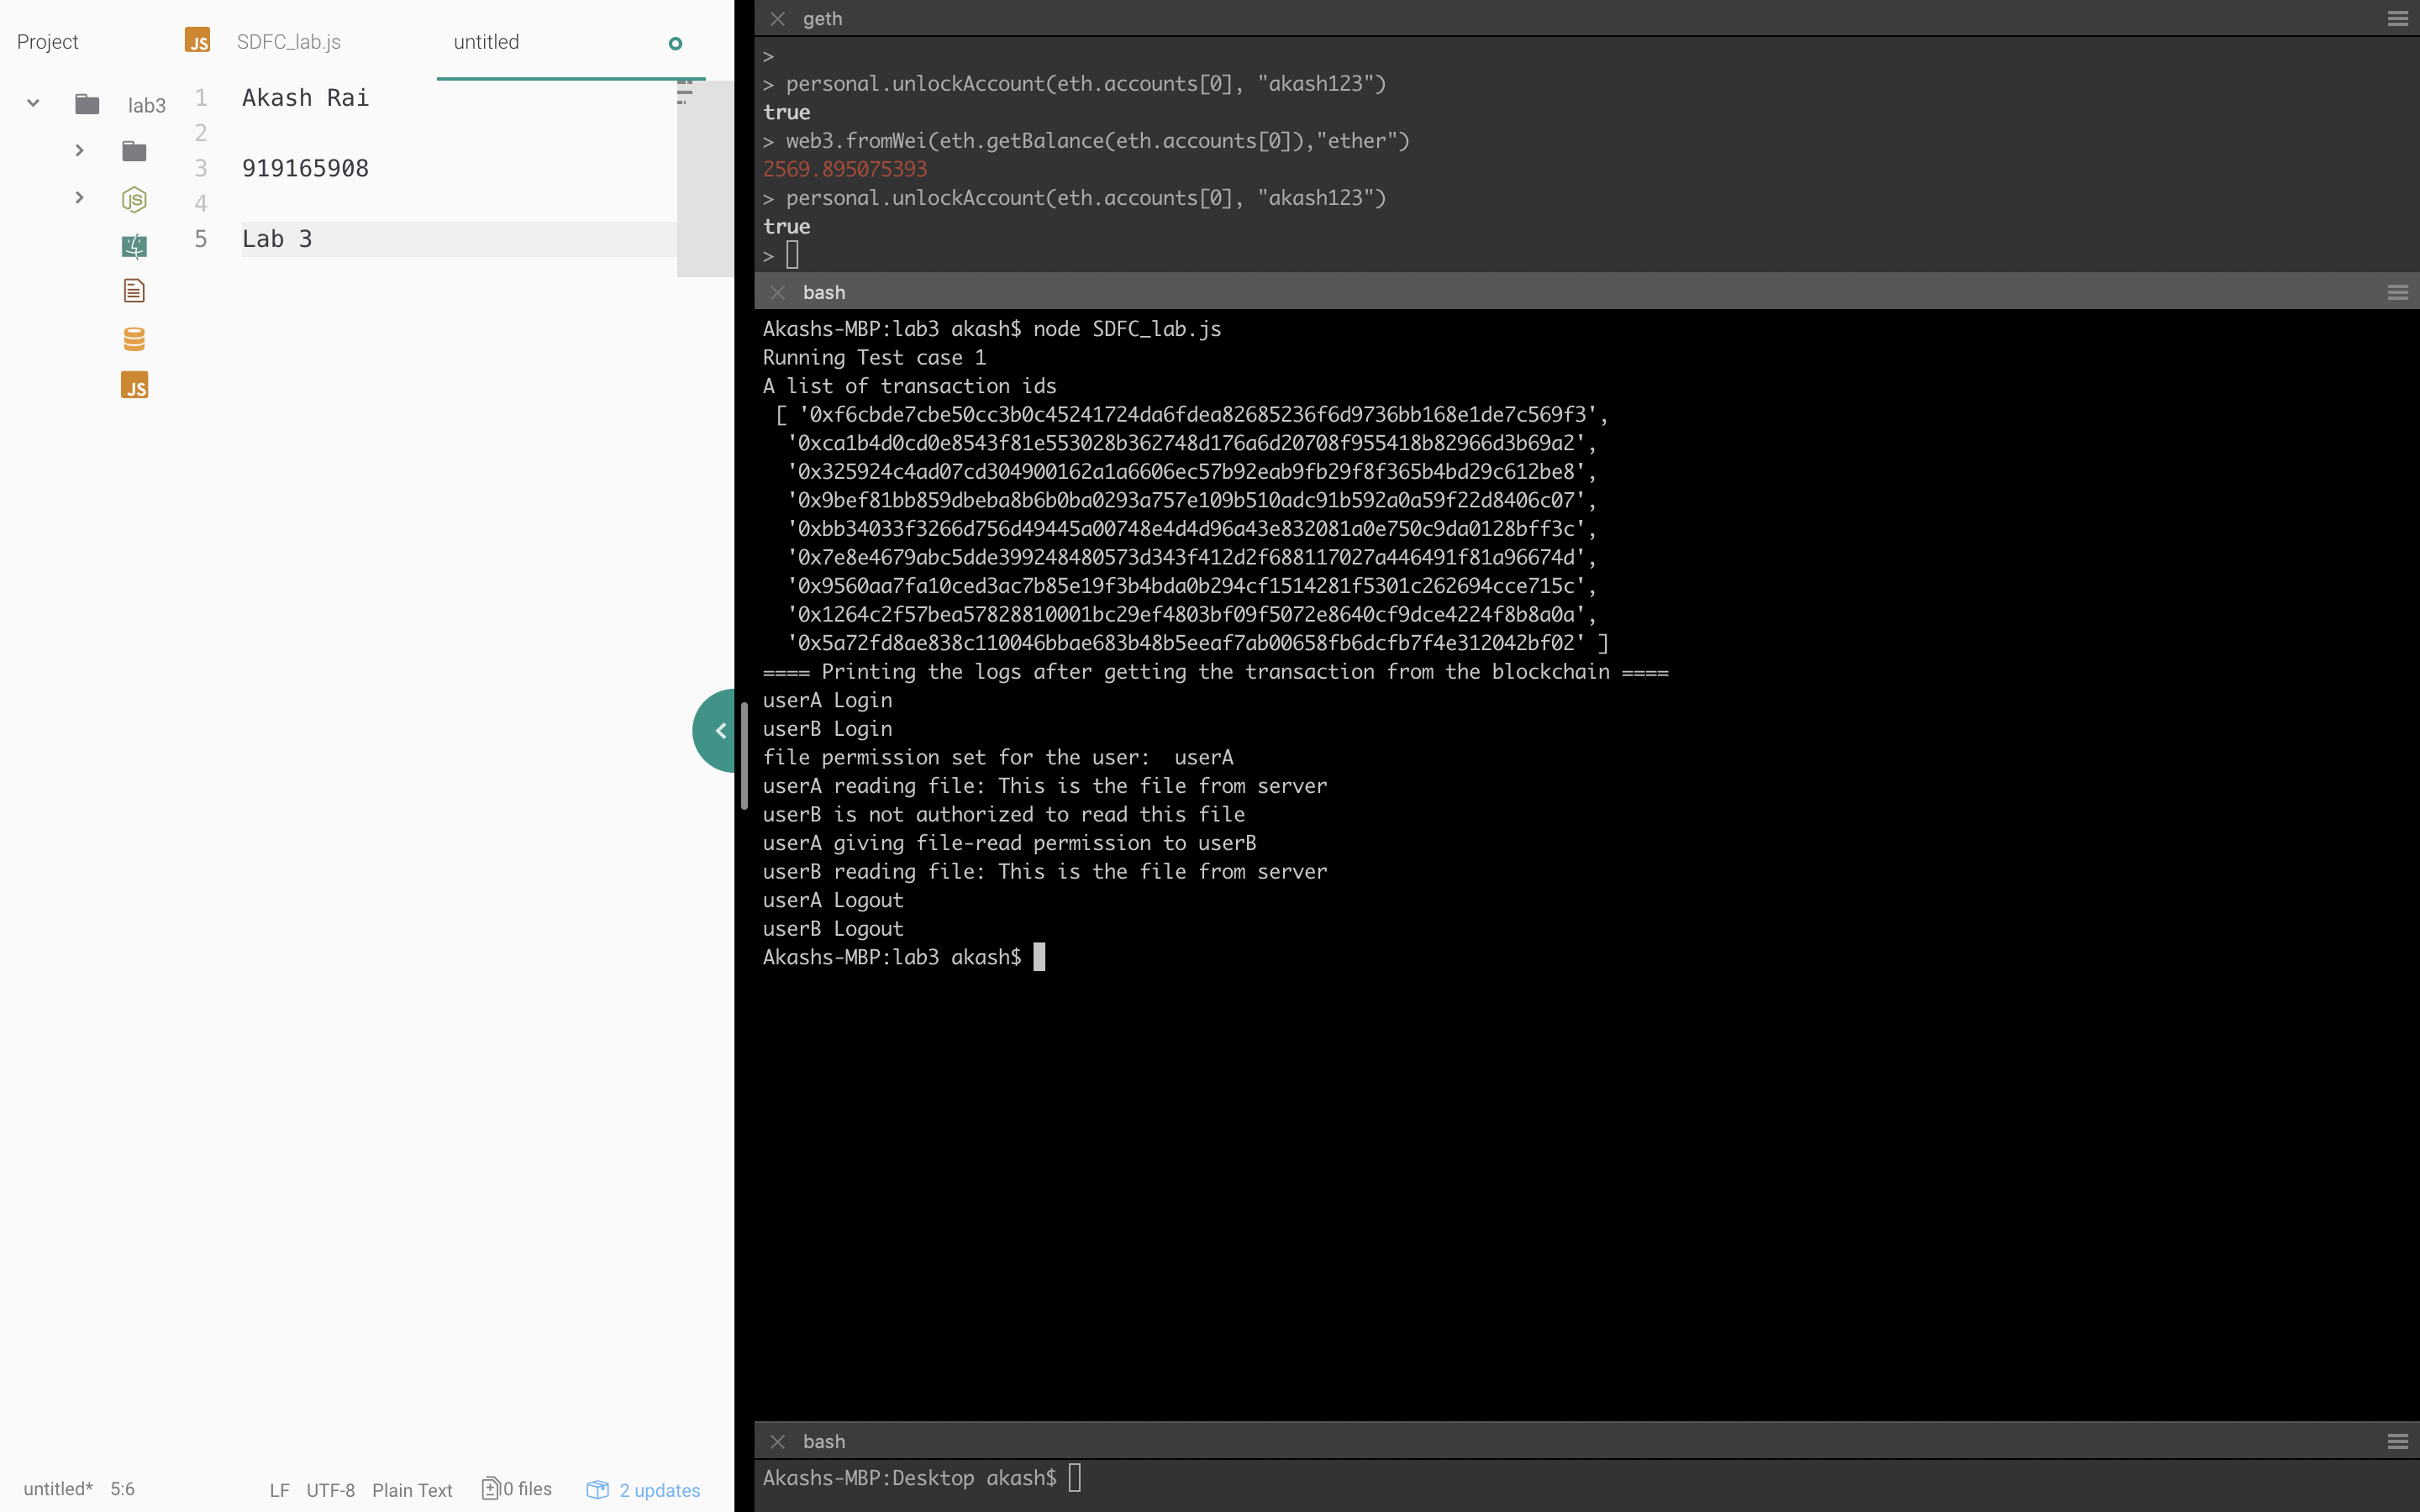 Project
SDFC_lab.js
untitled
lab3
1 Akash Rai
2
3 919165908
4
5 Lab 3
untitled* 5:6 LF UTF-8 Plain Text 0 files 2 updates
geth
>
> personal.unlockAccount(eth.accounts[0], "akash123")
true
> web3.fromWei(eth.getBalance(eth.accounts[0]),"ether")
2569.895075393
> personal.unlockAccount(eth.accounts[0], "akash123")
true
>
bash
Akashs-MBP:lab3 akash$ node SDFC_lab.js
Running Test case 1
A list of transaction ids
[ '0xf6cbde7cbe50cc3b0c45241724da6fdea82685236f6d9736bb168e1de7c569f3',
'0xca1b4d0cd0e8543f81e553028b362748d176a6d20708f955418b82966d3b69a2',
'0x325924c4ad07cd304900162a1a6606ec57b92eab9fb29f8f365b4bd29c612be8',
'0x9bef81bb859dbeba8b6b0ba0293a757e109b510adc91b592a0a59f22d8406c07',
'0xbb34033f3266d756d49445a00748e4d4d96a43e832081a0e750c9da0128bff3c',
'0x7e8e4679abc5dde399248480573d343f412d2f688117027a446491f81a96674d',
'0x9560aa7fa10ced3ac7b85e19f3b4bda0b294cf1514281f5301c262694cce715c',
'0x1264c2f57bea57828810001bc29ef4803bf09f5072e8640cf9dce4224f8b8a0a',
'0x5a72fd8ae838c110046bbae683b48b5eeaf7ab00658fb6dcfb7f4e312042bf02' ]
==== Printing the logs after getting the transaction from the blockchain ====
userA Login
userB Login
file permission set for the user:  userA
userA reading file: This is the file from server
userB is not authorized to read this file
userA giving file-read permission to userB
userB reading file: This is the file from server
userA Logout
userB Logout
Akashs-MBP:lab3 akash$
bash
Akashs-MBP:Desktop akash$